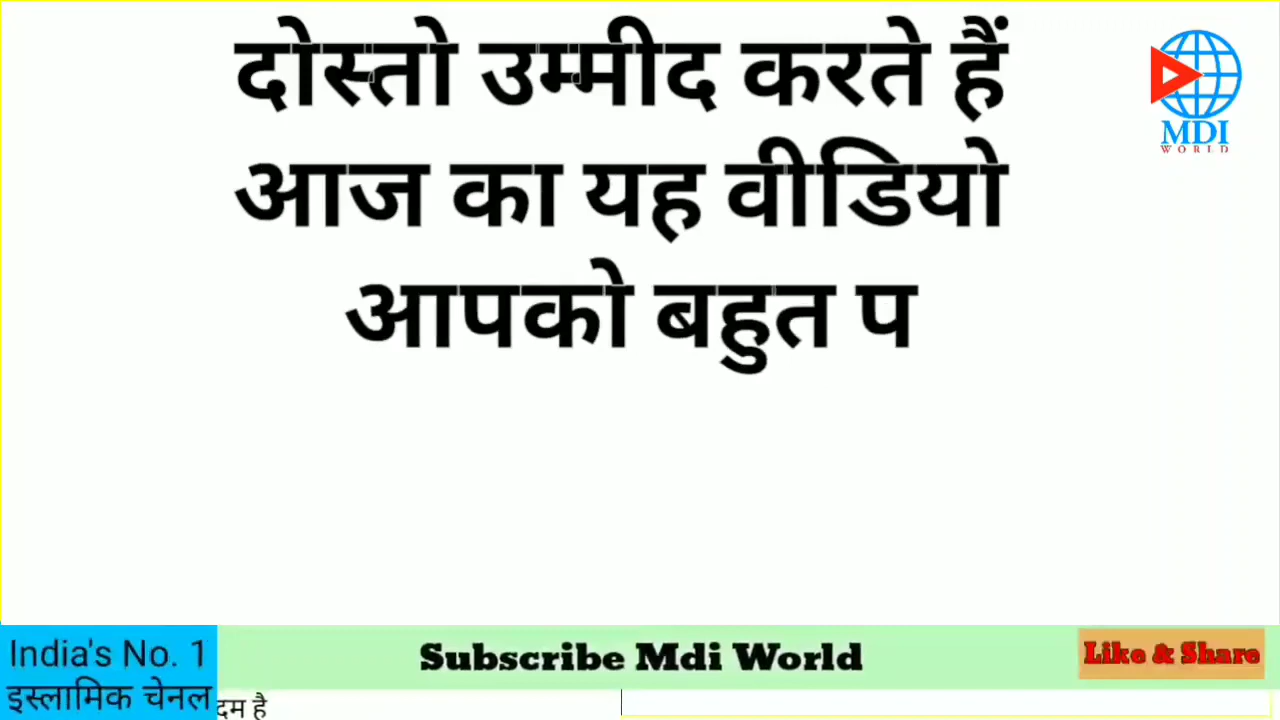 दोस्तो उम्मीद करते हैं
आज का यह वीडियो
आपको बहुत प
MDI
WORLD
India's No. 1
इस्लामिक चेनल
Subscribe Mdi World
Like & Share
दम है